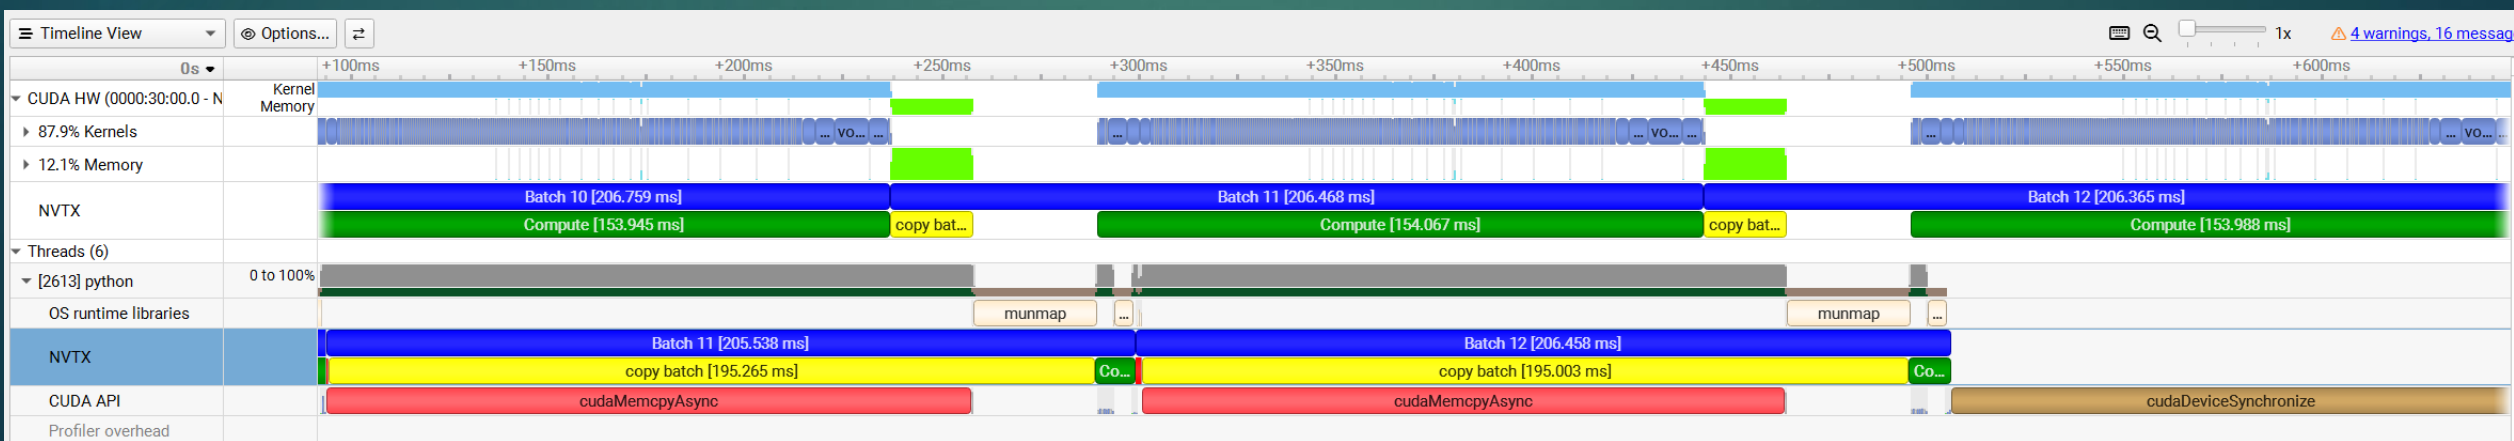 Timeline View Options... 1x 4 warnings, 16 messag
0s +100ms +150ms +200ms +250ms +300ms +350ms +400ms +450ms +500ms +550ms +600ms
CUDA HW (0000:30:00.0 - N Kernel
Memory
87.9% Kernels ... vo... ... ... ... vo... ... ... ... vo... ...
12.1% Memory
NVTX
Batch 10 [206.759 ms] Batch 11 [206.468 ms] Batch 12 [206.365 ms]
Compute [153.945 ms] copy bat... Compute [154.067 ms] copy bat... Compute [153.988 ms]
Threads (6)
[2613] python 0 to 100%
OS runtime libraries munmap ... munmap ...
NVTX
Batch 11 [205.538 ms] Batch 12 [206.458 ms]
copy batch [195.265 ms] Co... copy batch [195.003 ms] Co...
CUDA API cudaMemcpyAsync cudaMemcpyAsync cudaDeviceSynchronize
Profiler overhead